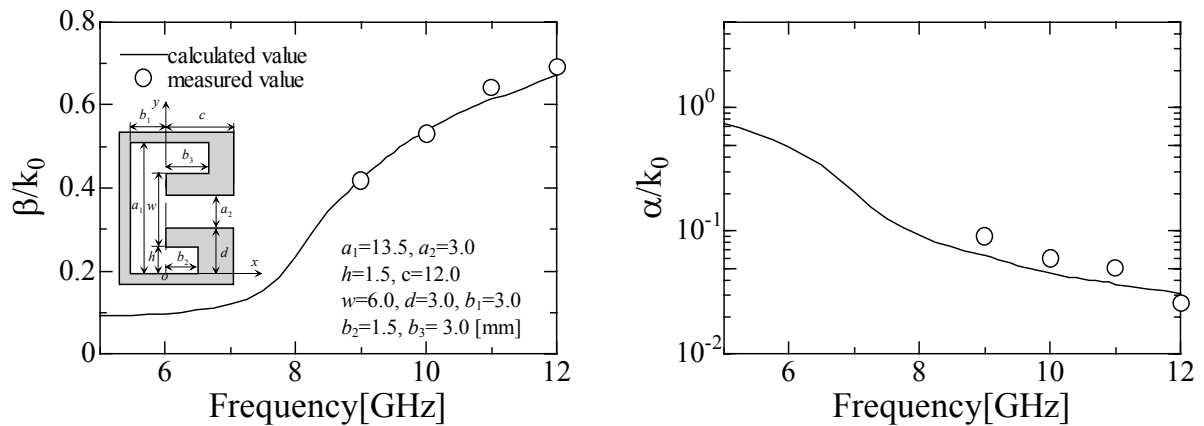 0.8
0.6
0.4
0.2
0
β/k₀
calculated value
measured value
y
b₁
c
b₃
a₁
w
a₂
h
b₂
d
o
x
a₁=13.5, a₂=3.0
h=1.5, c=12.0
w=6.0, d=3.0, b₁=3.0
b₂=1.5, b₃= 3.0 [mm]
6 8 10 12
Frequency[GHz]
10⁰
10⁻¹
10⁻²
α/k₀
6 8 10 12
Frequency[GHz]